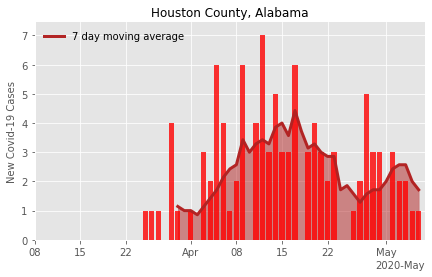 Houston County, Alabama
7 day moving average
New Covid-19 Cases
7
6
5
4
3
2
1
0
08 15 22 Apr 08 15 22 May
2020-May